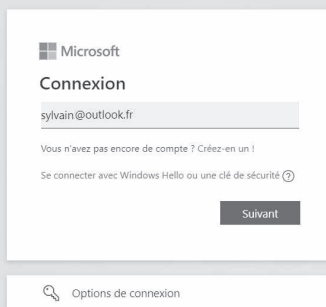 Microsoft
Connexion
sylvain@outlook.fr
Vous n'avez pas encore de compte ? Créez-en un !
Se connecter avec Windows Hello ou une clé de sécurité ?
Suivant
Options de connexion